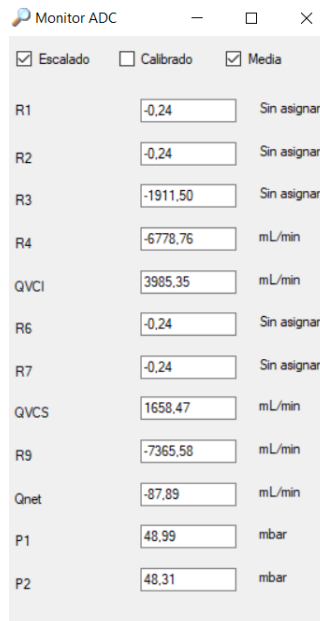 Monitor ADC
Escalado Calibrado Media
R1 -0,24 Sin asignar
R2 -0,24 Sin asignar
R3 -1911,50 Sin asignar
R4 -6778,76 mL/min
QVCI 3985,35 mL/min
R6 -0,24 Sin asignar
R7 -0,24 Sin asignar
QVCS 1658,47 mL/min
R9 -7365,58 mL/min
Qnet -87,89 mL/min
P1 48,99 mbar
P2 48,31 mbar